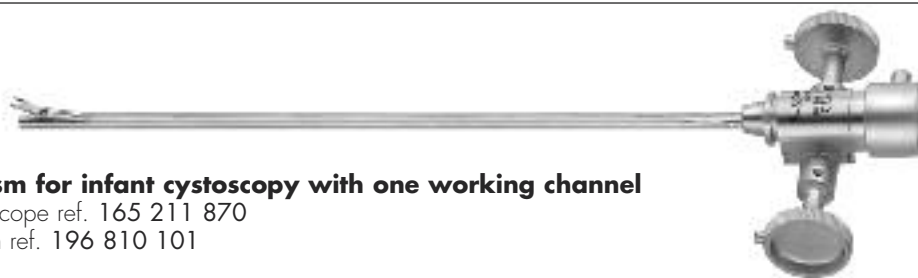 sm for infant cystoscopy with one working channel
cope ref. 165 211 870
ref. 196 810 101